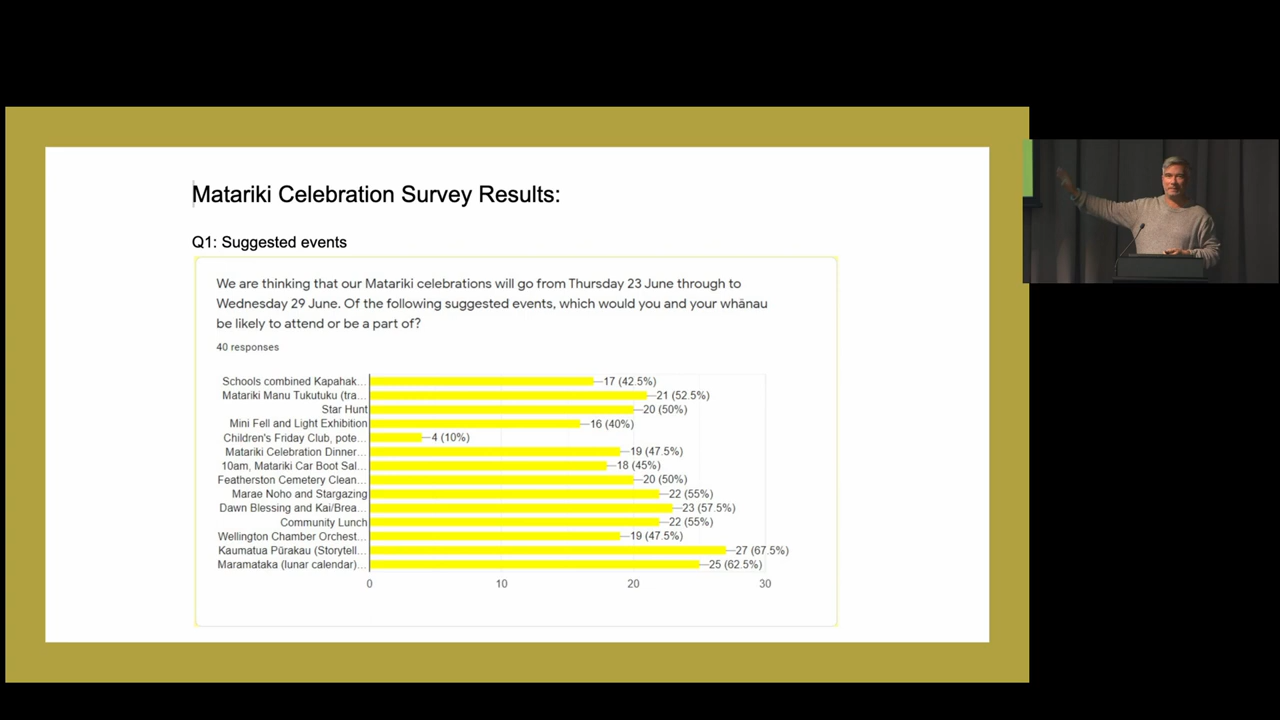 Matariki Celebration Survey Results:
Q1: Suggested events
We are thinking that our Matariki celebrations will go from Thursday 23 June through to
Wednesday 29 June. Of the following suggested events, which would you and your whānau
be likely to attend or be a part of?
40 responses
Schools combined Kapahak... 17 (42.5%)
Matariki Manu Tukutuku (tra... 21 (52.5%)
Star Hunt 20 (50%)
Mini Fell and Light Exhibition 16 (40%)
Children's Friday Club, pote... 4 (10%)
Matariki Celebration Dinner... 19 (47.5%)
10am, Matariki Car Boot Sal... 18 (45%)
Featherston Cemetery Clean... 20 (50%)
Marae Noho and Stargazing 22 (55%)
Dawn Blessing and Kai/Brea... 23 (57.5%)
Community Lunch 22 (55%)
Wellington Chamber Orchest... 19 (47.5%)
Kaumatua Pūrakau (Storytell... 27 (67.5%)
Maramataka (lunar calendar)... 25 (62.5%)
0 10 20 30